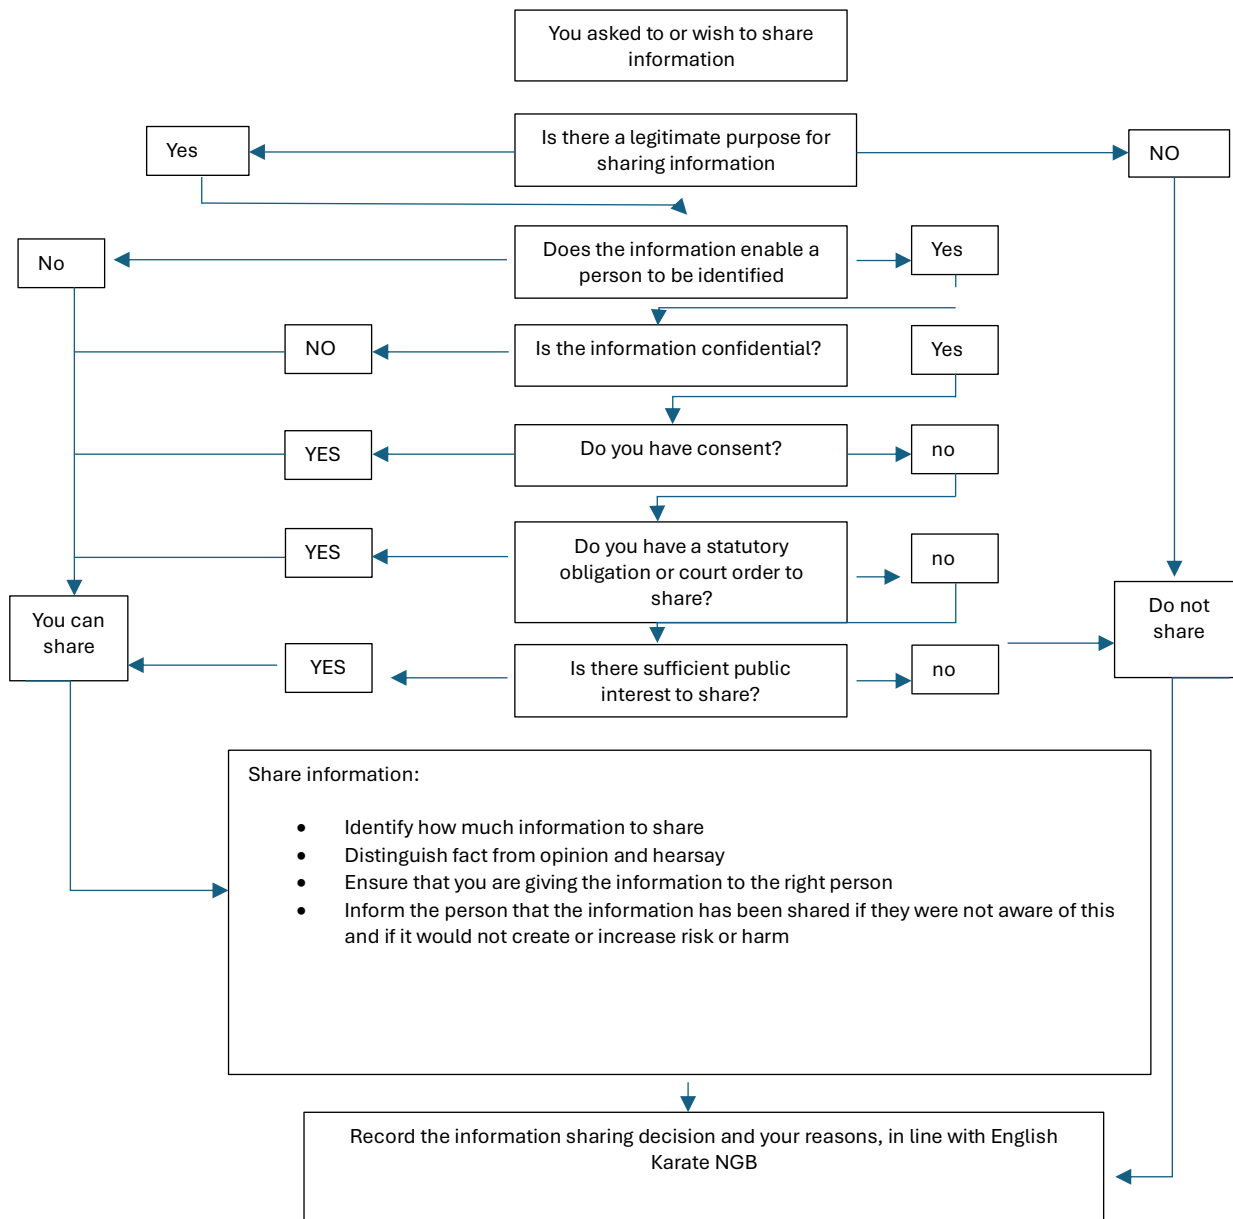 You asked to or wish to share
information
Is there a legitimate purpose for
sharing information
Yes
NO
Does the information enable a
person to be identified
No
Yes
Is the information confidential?
NO
Yes
Do you have consent?
YES
no
Do you have a statutory
obligation or court order to
share?
YES
no
You can
share
Do not
share
Is there sufficient public
interest to share?
YES
no
Share information:
• Identify how much information to share
• Distinguish fact from opinion and hearsay
• Ensure that you are giving the information to the right person
• Inform the person that the information has been shared if they were not aware of this
and if it would not create or increase risk or harm
Record the information sharing decision and your reasons, in line with English
Karate NGB